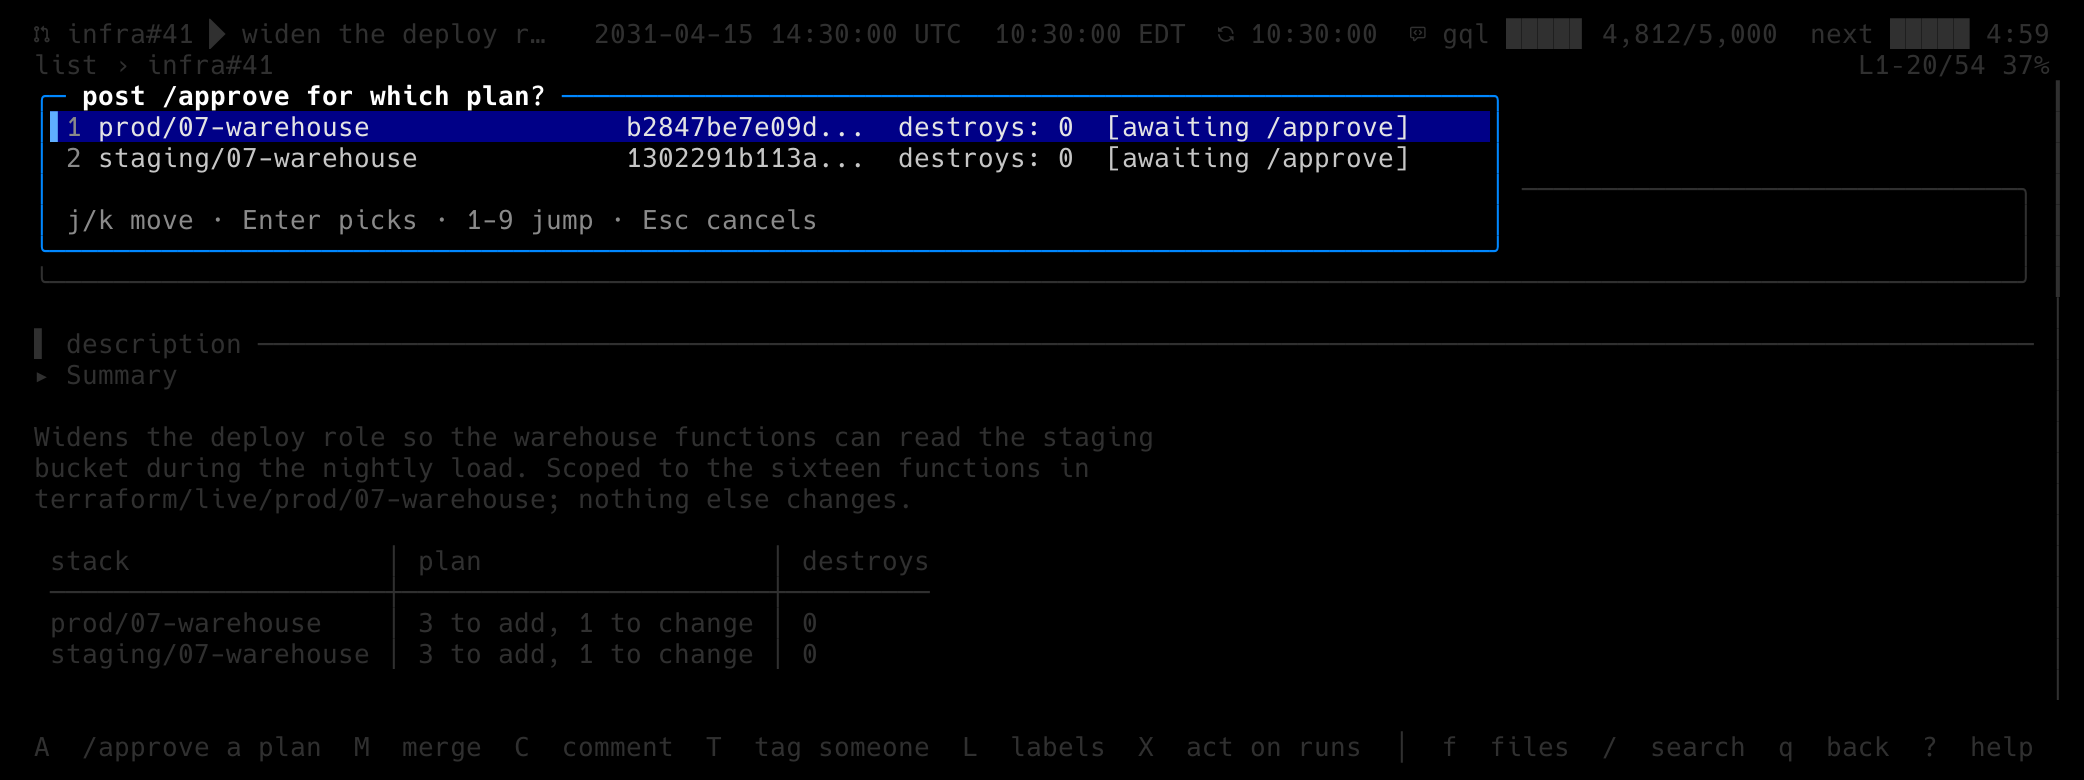 infra#41 widen the deploy r… 2031-04-15 14:30:00 UTC 10:30:00 EDT 10:30:00 gql 4,812/5,000 next 4:59
list › infra#41 L1-20/54 37%
post /approve for which plan?
1 prod/07-warehouse b2847be7e09d... destroys: 0 [awaiting /approve]
2 staging/07-warehouse 1302291b113a... destroys: 0 [awaiting /approve]
j/k move · Enter picks · 1-9 jump · Esc cancels
description
▸ Summary
Widens the deploy role so the warehouse functions can read the staging
bucket during the nightly load. Scoped to the sixteen functions in
terraform/live/prod/07-warehouse; nothing else changes.
stack plan destroys
prod/07-warehouse 3 to add, 1 to change 0
staging/07-warehouse 3 to add, 1 to change 0
A /approve a plan M merge C comment T tag someone L labels X act on runs │ f files / search q back ? help